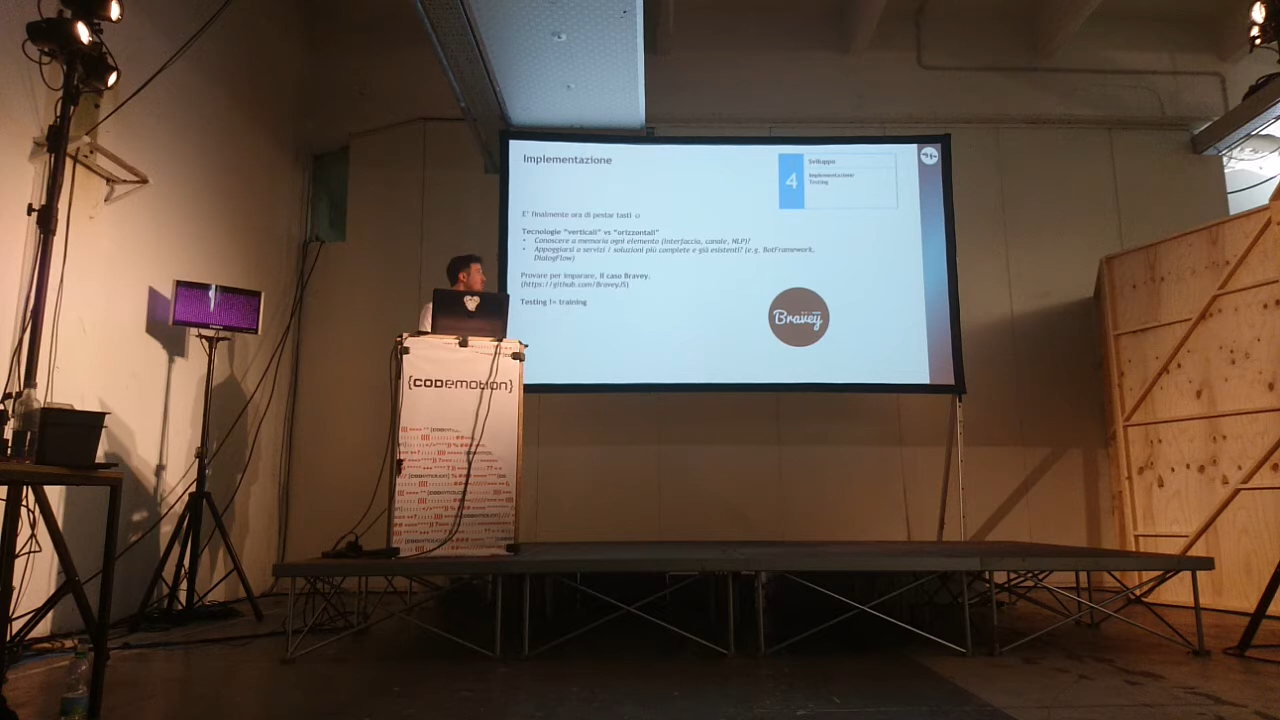 Implementazione
4
Sviluppo
Implementazione
Testing
E' finalmente ora di pestar tasti ☺
Tecnologie "verticali" vs "orizzontali"
• Conoscere a memoria ogni elemento (interfaccia, canale, NLP)?
• Appoggiarsi a servizi / soluzioni più complete e già esistenti? (e.g. BotFramework,
DialogFlow)
Provare per imparare, il caso Bravey.
(https://github.com/BraveyJS)
Testing != training
Bravey
{CODEMOTION}